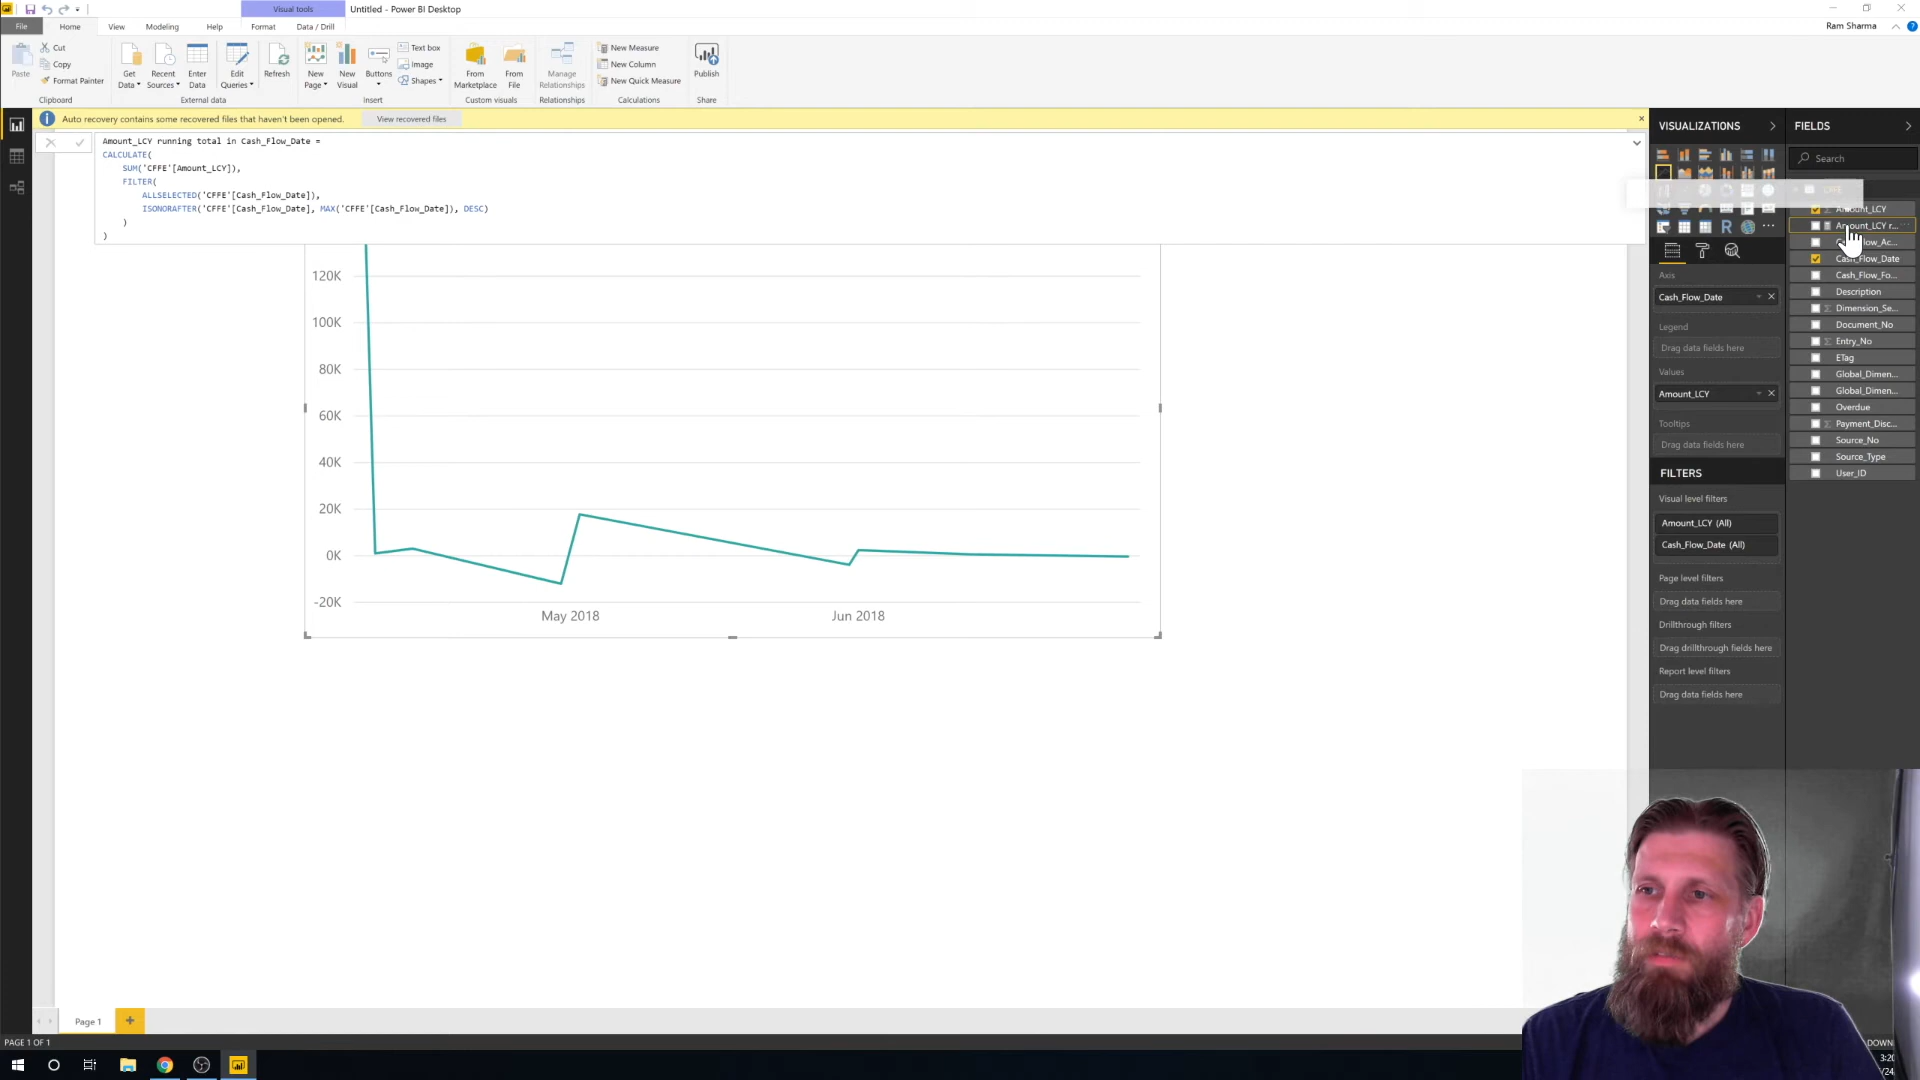 Visual tools
Untitled - Power BI Desktop
File
Home
View
Modeling
Help
Format
Data / Drill
Ram Sharma
Paste
Cut
Copy
Format Painter
Clipboard
Get Data
Recent Sources
Enter Data
Edit Queries
Refresh
External data
New Page
New Visual
Buttons
Text box
Image
Shapes
Insert
From Marketplace
From File
Custom visuals
Manage Relationships
Relationships
New Measure
New Column
New Quick Measure
Calculations
Publish
Share
Auto recovery contains some recovered files that haven't been opened.
View recovered files
Amount_LCY running total in Cash_Flow_Date =
CALCULATE(
SUM('CFFE'[Amount_LCY]),
FILTER(
ALLSELECTED('CFFE'[Cash_Flow_Date]),
ISONORAFTER('CFFE'[Cash_Flow_Date], MAX('CFFE'[Cash_Flow_Date]), DESC)
)
)
120K
100K
80K
60K
40K
20K
0K
-20K
May 2018
Jun 2018
VISUALIZATIONS
R
Axis
Cash_Flow_Date
Legend
Drag data fields here
Values
Amount_LCY
Tooltips
Drag data fields here
FILTERS
Visual level filters
Amount_LCY (All)
Cash_Flow_Date (All)
Page level filters
Drag data fields here
Drillthrough filters
Drag drillthrough fields here
Report level filters
Drag data fields here
FIELDS
Search
CFFE
Amount_LCY
Amount_LCY r...
Cash_Flow_Date
Cash_Flow_Fo...
Description
Dimension_Se...
Document_No
Entry_No
ETag
Global_Dimen...
Global_Dimen...
Overdue
Payment_Disc...
Source_No
Source_Type
User_ID
Page 1
PAGE 1 OF 1